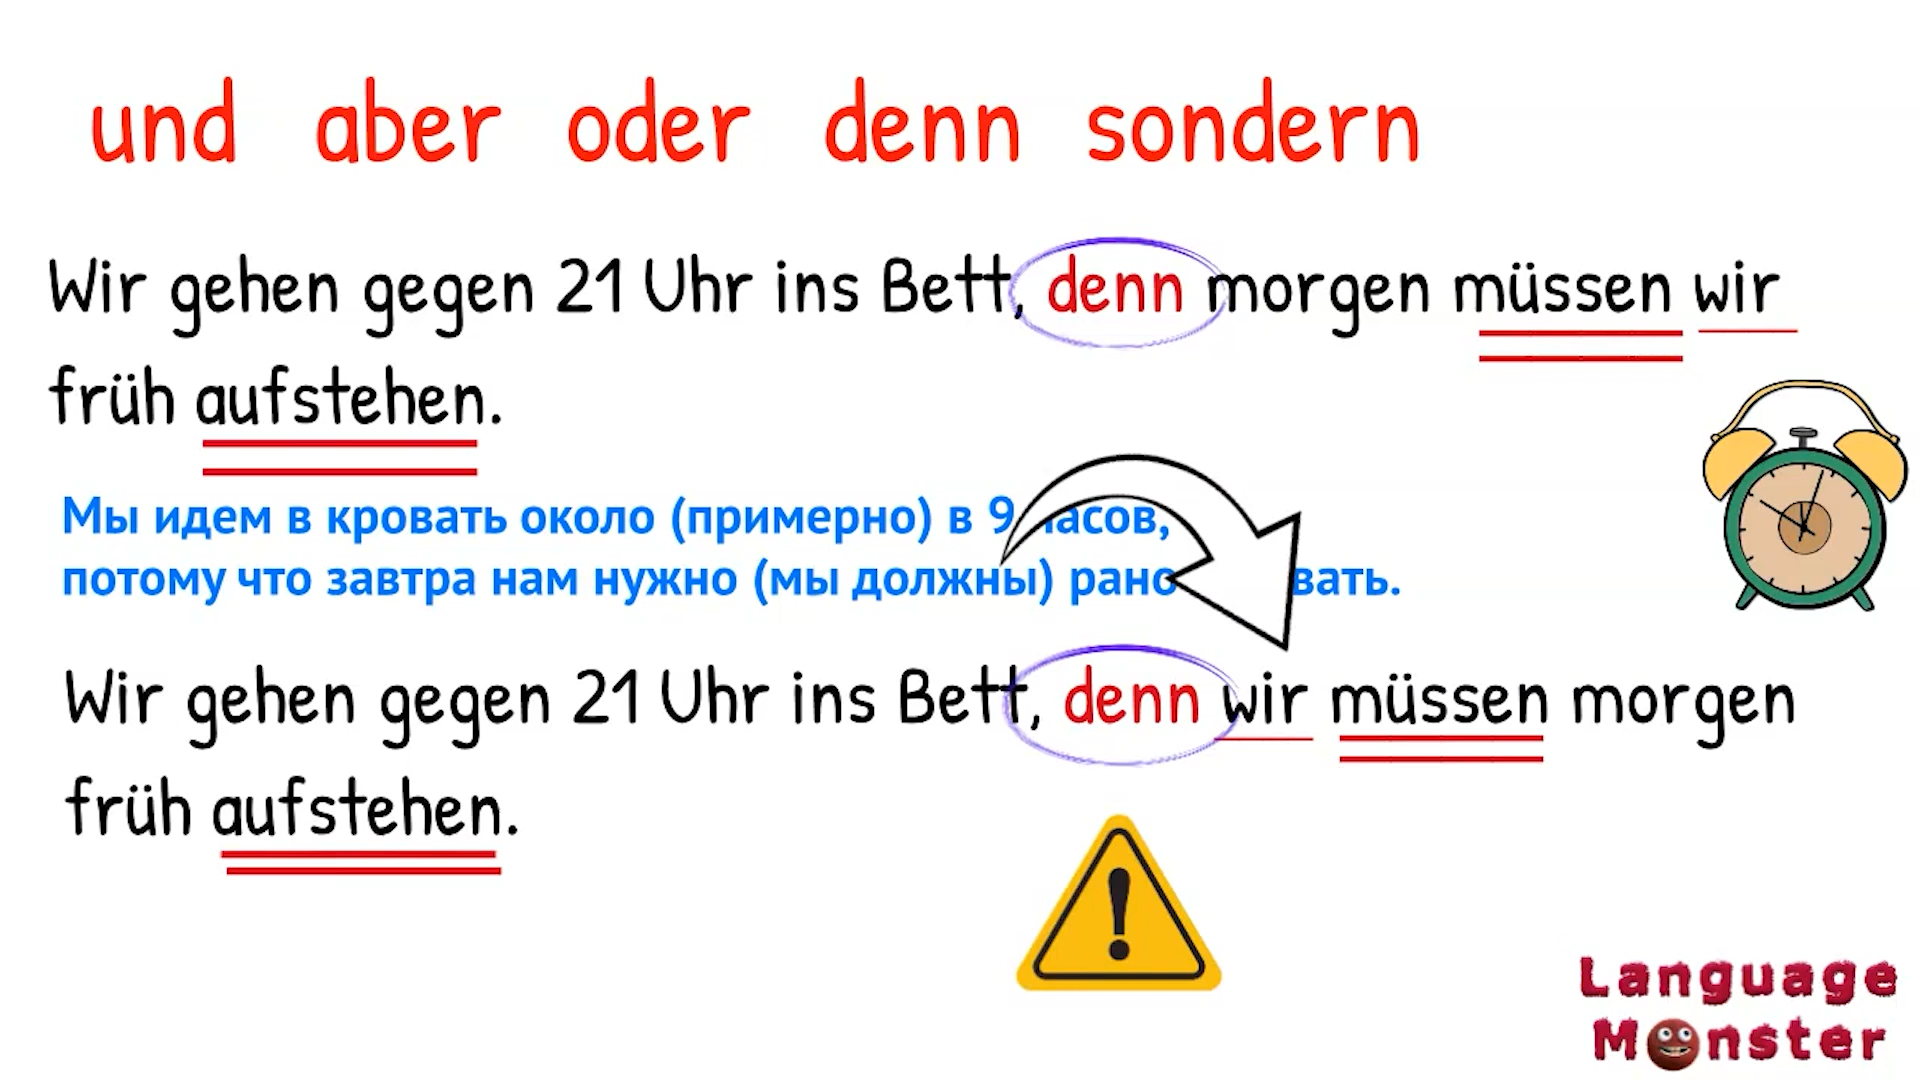 und aber oder denn sondern
Wir gehen gegen 21 Uhr ins Bett, denn morgen müssen wir
früh aufstehen.
Мы идем в кровать около (примерно) в 9 часов,
потому что завтра нам нужно (мы должны) рано
Wir gehen gegen 21 Uhr ins Bett, denn wir müssen morgen
früh aufstehen.
Language
Monster